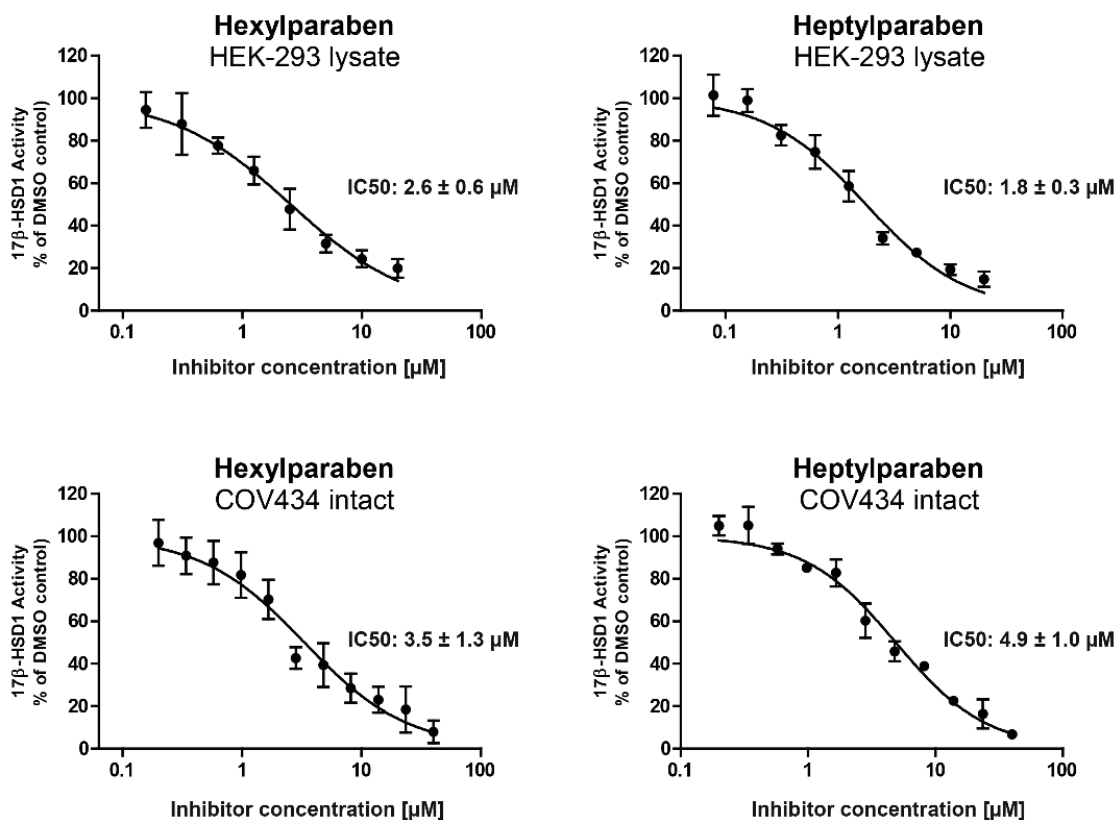 Hexylparaben
HEK-293 lysate
17β-HSD1 Activity
% of DMSO control)
120
100
80
60
40
20
0
IC50: 2.6 ± 0.6 µM
0.1 1 10 100
Inhibitor concentration [µM]
Heptylparaben
HEK-293 lysate
17β-HSD1 Activity
% of DMSO control)
120
100
80
60
40
20
0
IC50: 1.8 ± 0.3 µM
0.1 1 10 100
Inhibitor concentration [µM]
Hexylparaben
COV434 intact
17β-HSD1 Activity
% of DMSO control)
120
100
80
60
40
20
0
IC50: 3.5 ± 1.3 µM
0.1 1 10 100
Inhibitor concentration [µM]
Heptylparaben
COV434 intact
17β-HSD1 Activity
% of DMSO control)
120
100
80
60
40
20
0
IC50: 4.9 ± 1.0 µM
0.1 1 10 100
Inhibitor concentration [µM]